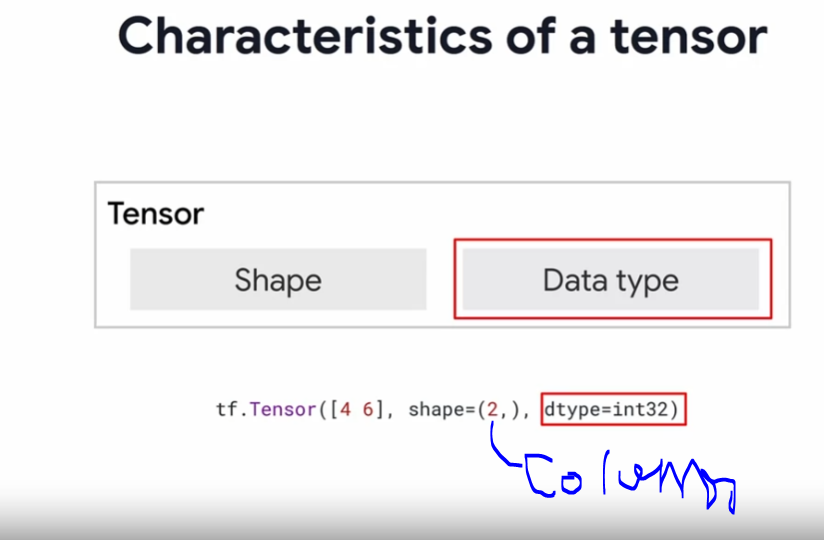 Characteristics of a tensor
Tensor
Shape
Data type
tf.Tensor([4 6], shape=(2,), dtype=int32)
Column